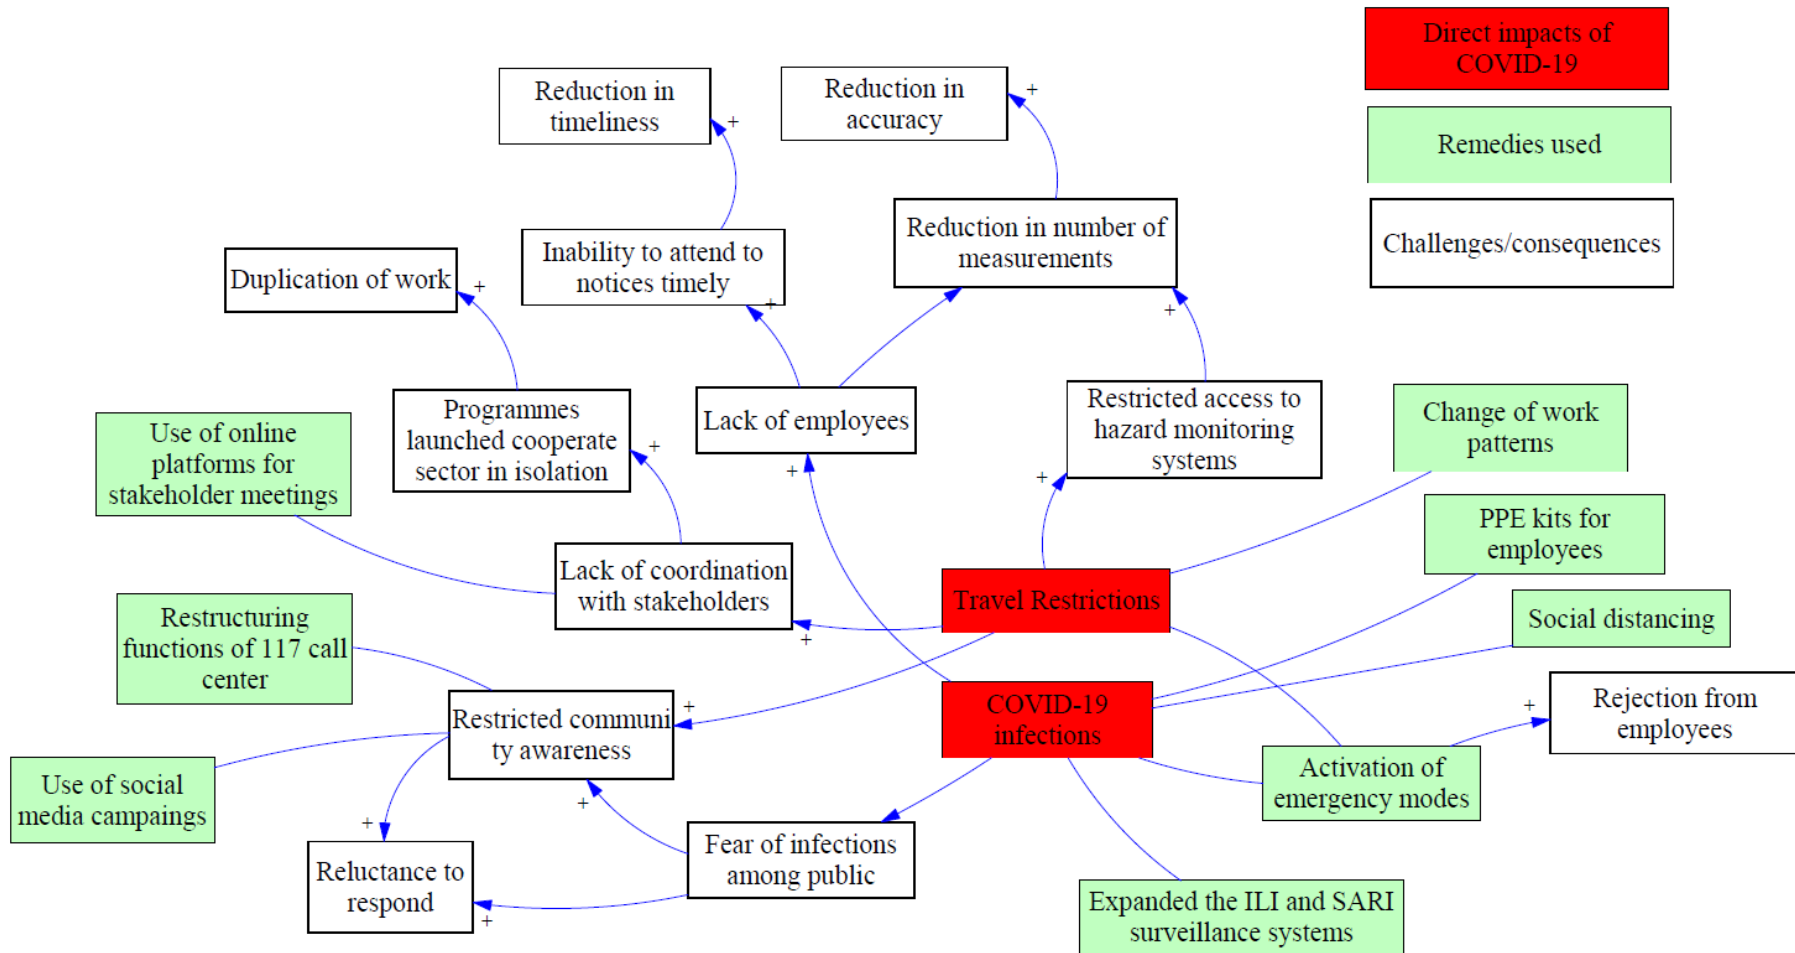 Direct impacts of
COVID-19
Remedies used
Challenges/consequences
Reduction in
timeliness
+
Reduction in
accuracy
+
Duplication of work
+
Inability to attend to
notices timely
+
Reduction in number of
measurements
+
Use of online
platforms for
stakeholder meetings
Programmes
launched cooperate
sector in isolation
+
Lack of employees
+
Restricted access to
hazard monitoring
systems
+
Change of work
patterns
PPE kits for
employees
Lack of coordination
with stakeholders
+
Travel Restrictions
Social distancing
Restructuring
functions of 117 call
center
Restricted communi
ty awareness
+
+
COVID-19
infections
Rejection from
employees
+
Use of social
media campaings
Activation of
emergency modes
Reluctance to
respond
+
+
Fear of infections
among public
Expanded the ILI and SARI
surveillance systems